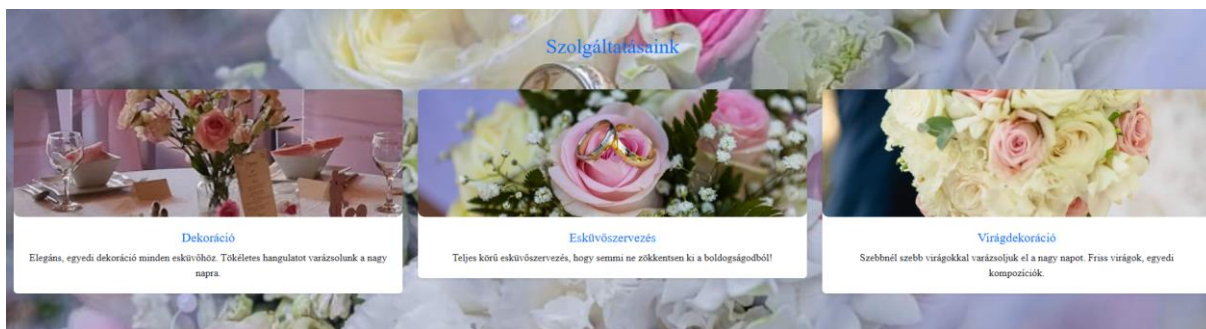 Szolgáltatásaink
Dekoráció
Elegáns, egyedi dekoráció minden esküvőhöz. Tökéletes hangulatot varázsolunk a nagy
napra.
Esküvőszervezés
Teljes körű esküvőszervezés, hogy semmi ne zökkentsen ki a boldogságodból!
Virágdekoráció
Szebbnél szebb virágokkal varázsoljuk el a nagy napot. Friss virágok, egyedi
kompozíciók.